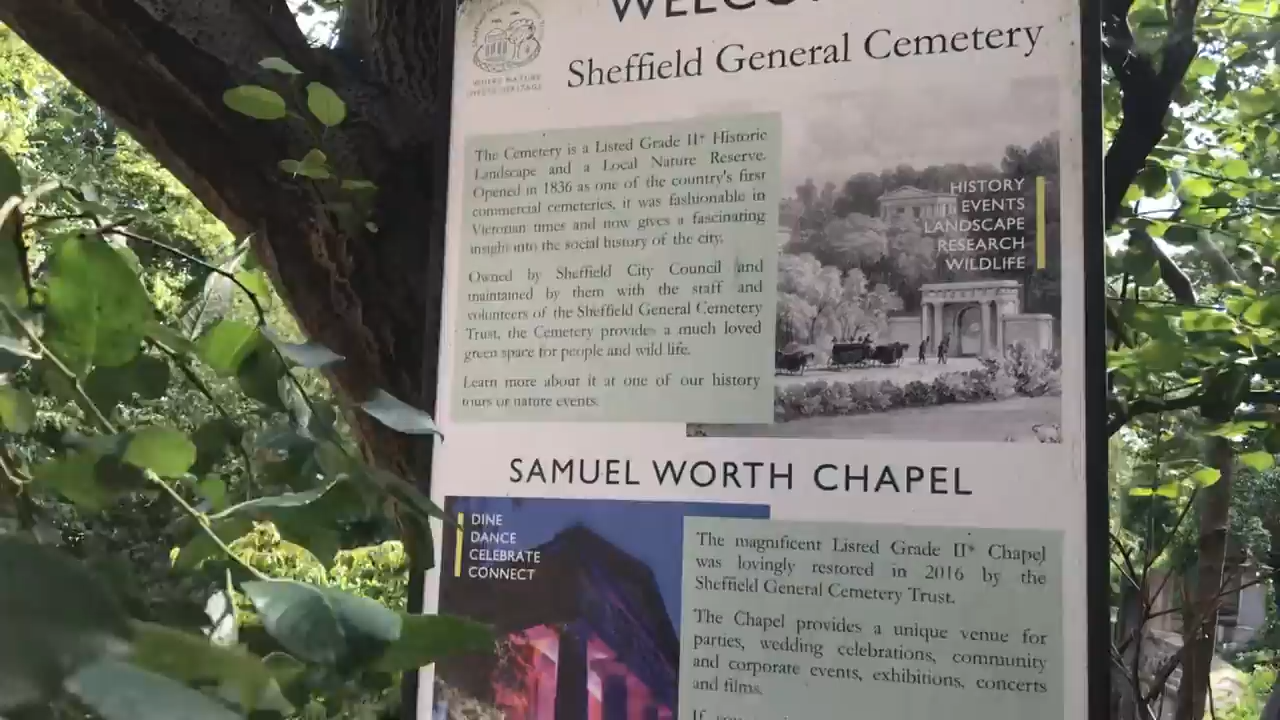 WELCO
Sheffield General Cemetery
WHERE NATURE
MEETS HERITAGE
The Cemetery is a Listed Grade II* Historic
Landscape and a Local Nature Reserve.
Opened in 1836 as one of the country's first
commercial cemeteries, it was fashionable in
Victorian times and now gives a fascinating
insight into the social history of the city.
Owned by Sheffield City Council and
maintained by them with the staff and
volunteers of the Sheffield General Cemetery
Trust, the Cemetery provides a much loved
green space for people and wild life.
Learn more about it at one of our history
tours or nature events.
HISTORY
EVENTS
LANDSCAPE
RESEARCH
WILDLIFE
SAMUEL WORTH CHAPEL
DINE
DANCE
CELEBRATE
CONNECT
The magnificent Listed Grade II* Chapel
was lovingly restored in 2016 by the
Sheffield General Cemetery Trust.
The Chapel provides a unique venue for
parties, wedding celebrations, community
and corporate events, exhibitions, concerts
and films.
If